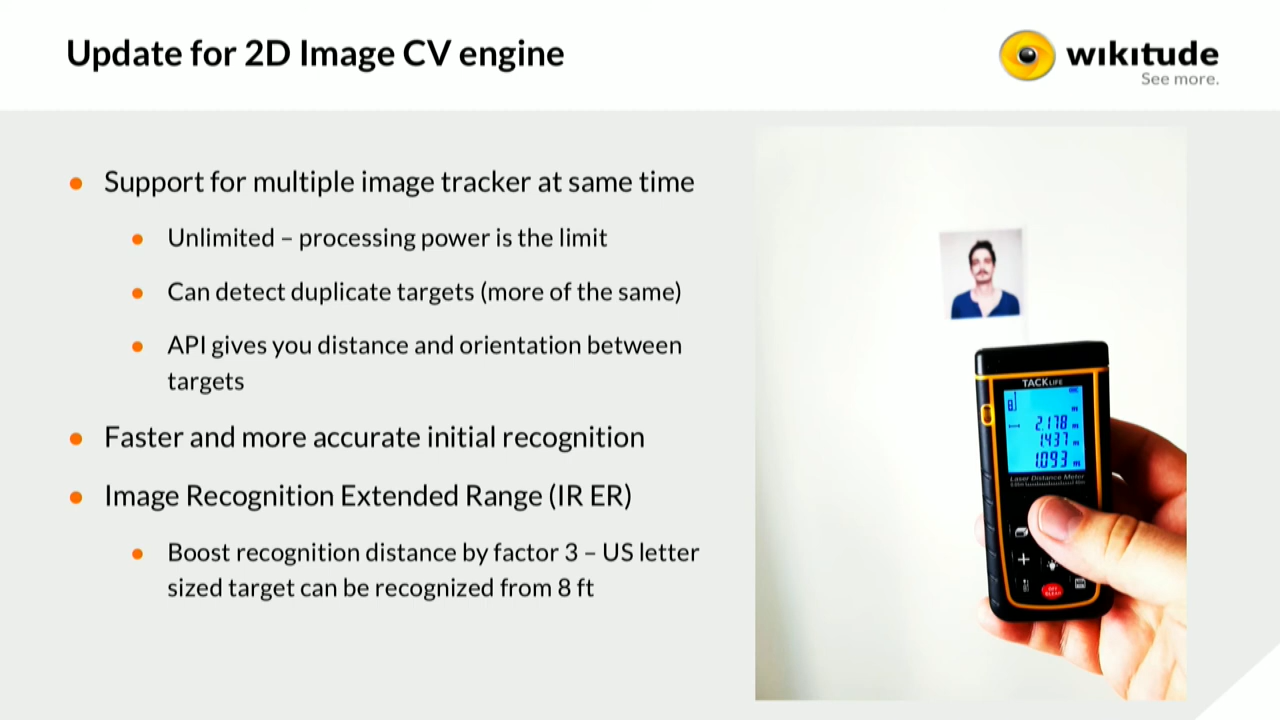 Update for 2D Image CV engine
wikitude
See more.
Support for multiple image tracker at same time
Unlimited – processing power is the limit
Can detect duplicate targets (more of the same)
API gives you distance and orientation between
targets
Faster and more accurate initial recognition
Image Recognition Extended Range (IR ER)
Boost recognition distance by factor 3 – US letter
sized target can be recognized from 8 ft
TACKLIFE
2.178 m
1.437 m
1.093 m
Laser Distance Meter